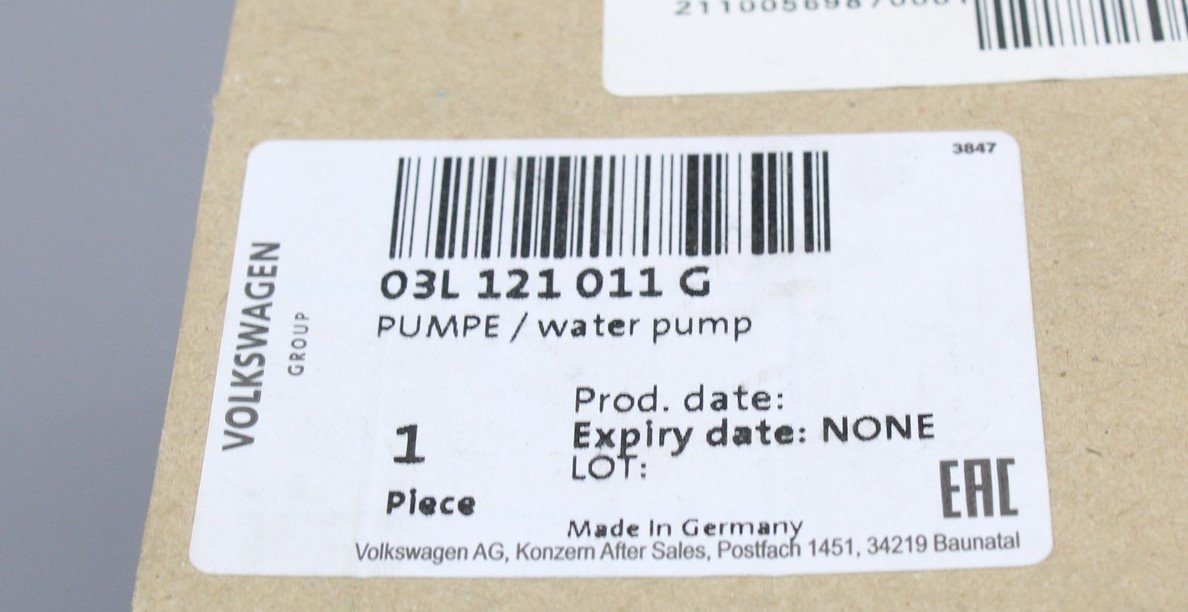 3847
03L 121 011 G
PUMPE / water pump
VOLKSWAGEN
GROUP
Prod. date:
Expiry date: NONE
LOT:
1
Piece
EAC
Made In Germany
Volkswagen AG, Konzern After Sales, Postfach 1451, 34219 Baunatal